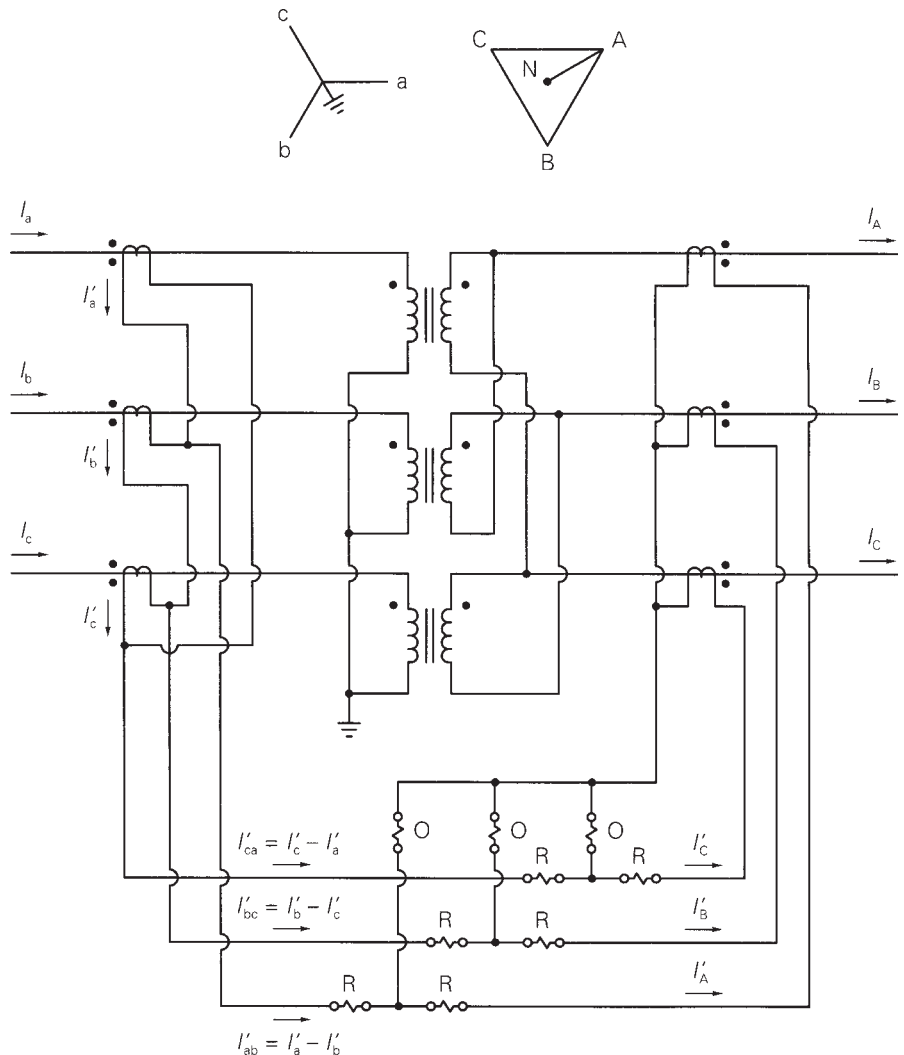 c
a
b
C
A
N
B
I_a
I_A
I'_a
I_b
I_B
I'_b
I_c
I_C
I'_c
O
O
O
I'_ca = I'_c − I'_a
R
R
I'_C
I'_bc = I'_b − I'_c
R
R
I'_B
R
R
I'_A
I'_ab = I'_a − I'_b